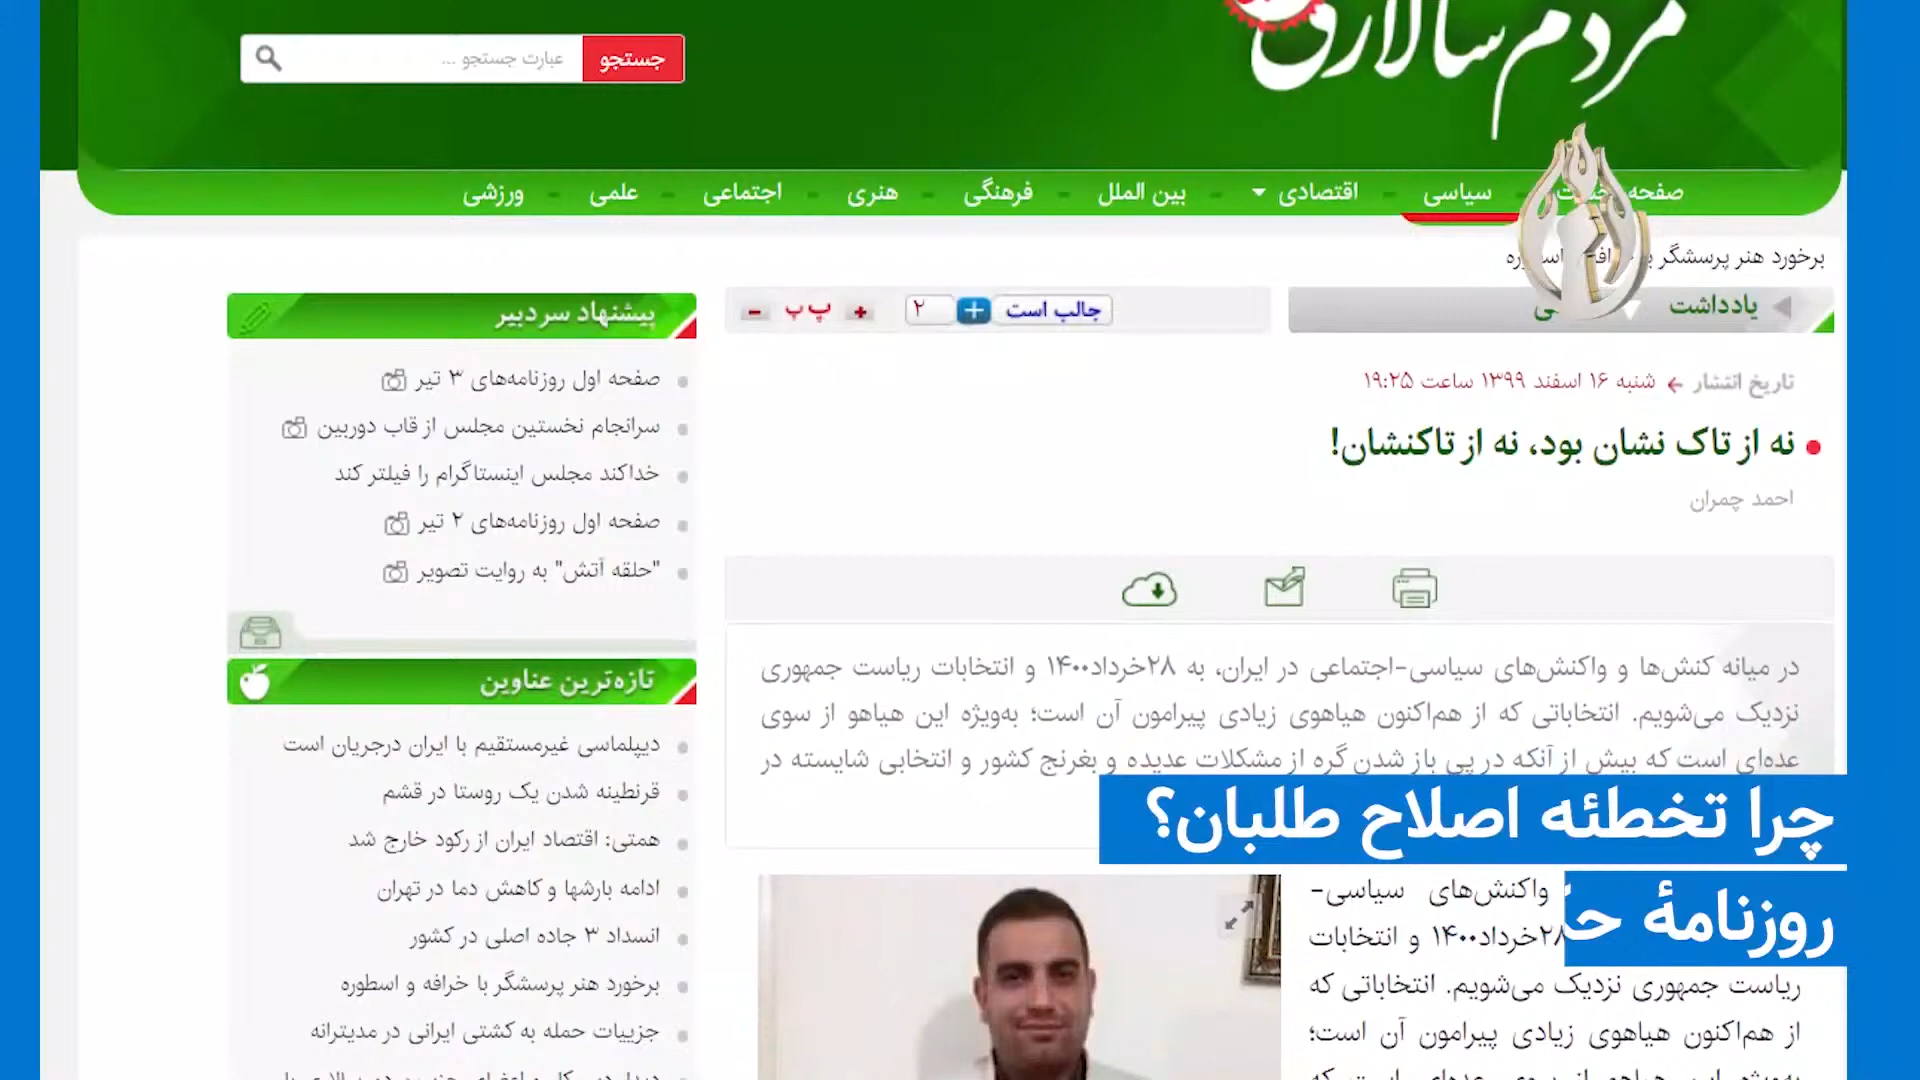 مردم سالاری
جستجو
عبارت جستجو ...
صفحه
سیاسی
اقتصادی
بین الملل
فرهنگی
هنری
اجتماعی
علمی
ورزشی
برخورد هنر پرسشگر
یادداشت
جالب است
۲
پ پ
تاریخ انتشار
شنبه ۱۶ اسفند ۱۳۹۹ ساعت ۱۹:۲۵
نه از تاک نشان بود، نه از تاکنشان!
احمد چمران
در میانه کنش‌ها و واکنش‌های سیاسی-اجتماعی در ایران، به ۲۸خرداد۱۴۰۰ و انتخابات ریاست جمهوری
نزدیک می‌شویم. انتخاباتی که از هم‌اکنون هیاهوی زیادی پیرامون آن است؛ به‌ویژه این هیاهو از سوی
عده‌ای است که بیش از آنکه در پی باز شدن گره از مشکلات عدیده و بغرنج کشور و انتخابی شایسته در
چرا تخطئه اصلاح طلبان؟
روزنامهٔ
واکنش‌های سیاسی-
۲۸خرداد۱۴۰۰ و انتخابات
ریاست جمهوری نزدیک می‌شویم. انتخاباتی که
از هم‌اکنون هیاهوی زیادی پیرامون آن است؛
پیشنهاد سردبیر
صفحه اول روزنامه‌های ۳ تیر
سرانجام نخستین مجلس از قاب دوربین
خداکند مجلس اینستاگرام را فیلتر کند
صفحه اول روزنامه‌های ۲ تیر
"حلقه آتش" به روایت تصویر
تازه‌ترین عناوین
دیپلماسی غیرمستقیم با ایران درجریان است
قرنطینه شدن یک روستا در قشم
همتی: اقتصاد ایران از رکود خارج شد
ادامه بارشها و کاهش دما در تهران
انسداد ۳ جاده اصلی در کشور
برخورد هنر پرسشگر با خرافه و اسطوره
جزییات حمله به کشتی ایرانی در مدیترانه